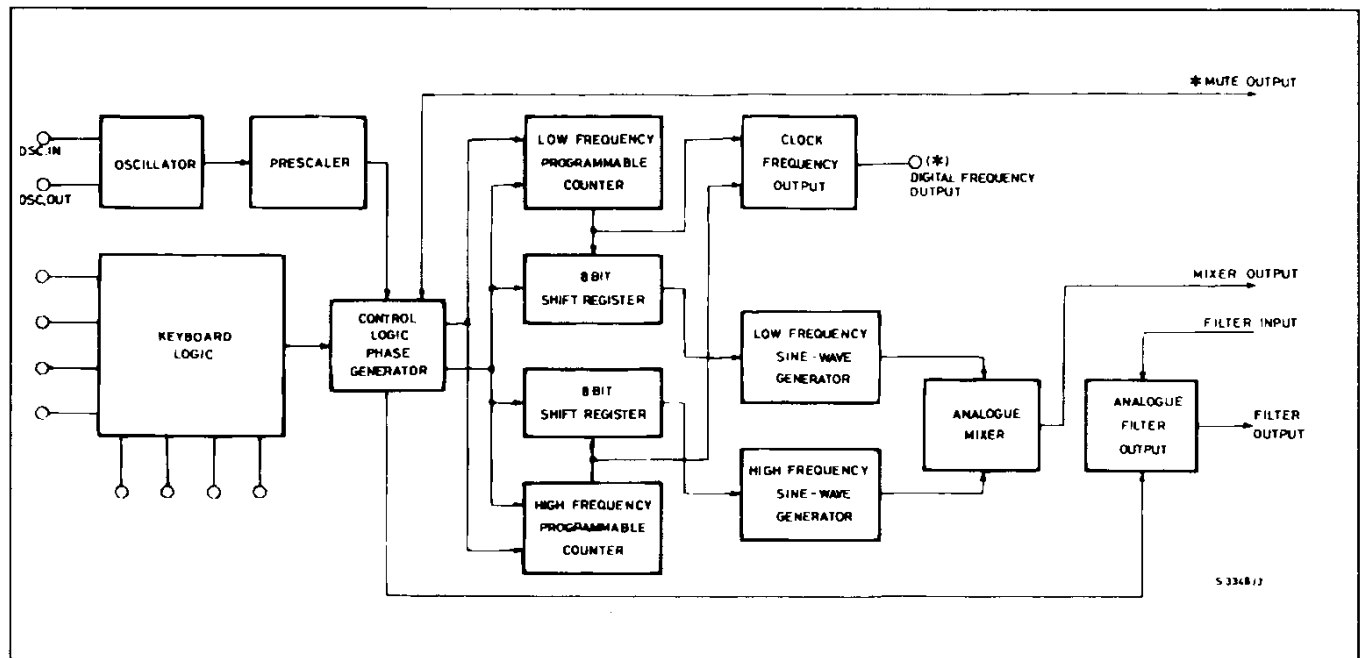 * MUTE OUTPUT
OSC.IN
OSC.OUT
OSCILLATOR
PRESCALER
LOW FREQUENCY
PROGRAMMABLE
COUNTER
CLOCK
FREQUENCY
OUTPUT
(*)
DIGITAL FREQUENCY
OUTPUT
KEYBOARD
LOGIC
CONTROL
LOGIC
PHASE
GENERATOR
8 BIT
SHIFT REGISTER
8 BIT
SHIFT REGISTER
HIGH FREQUENCY
PROGRAMMABLE
COUNTER
LOW FREQUENCY
SINE-WAVE
GENERATOR
HIGH FREQUENCY
SINE-WAVE
GENERATOR
ANALOGUE
MIXER
MIXER OUTPUT
FILTER INPUT
ANALOGUE
FILTER
OUTPUT
FILTER
OUTPUT